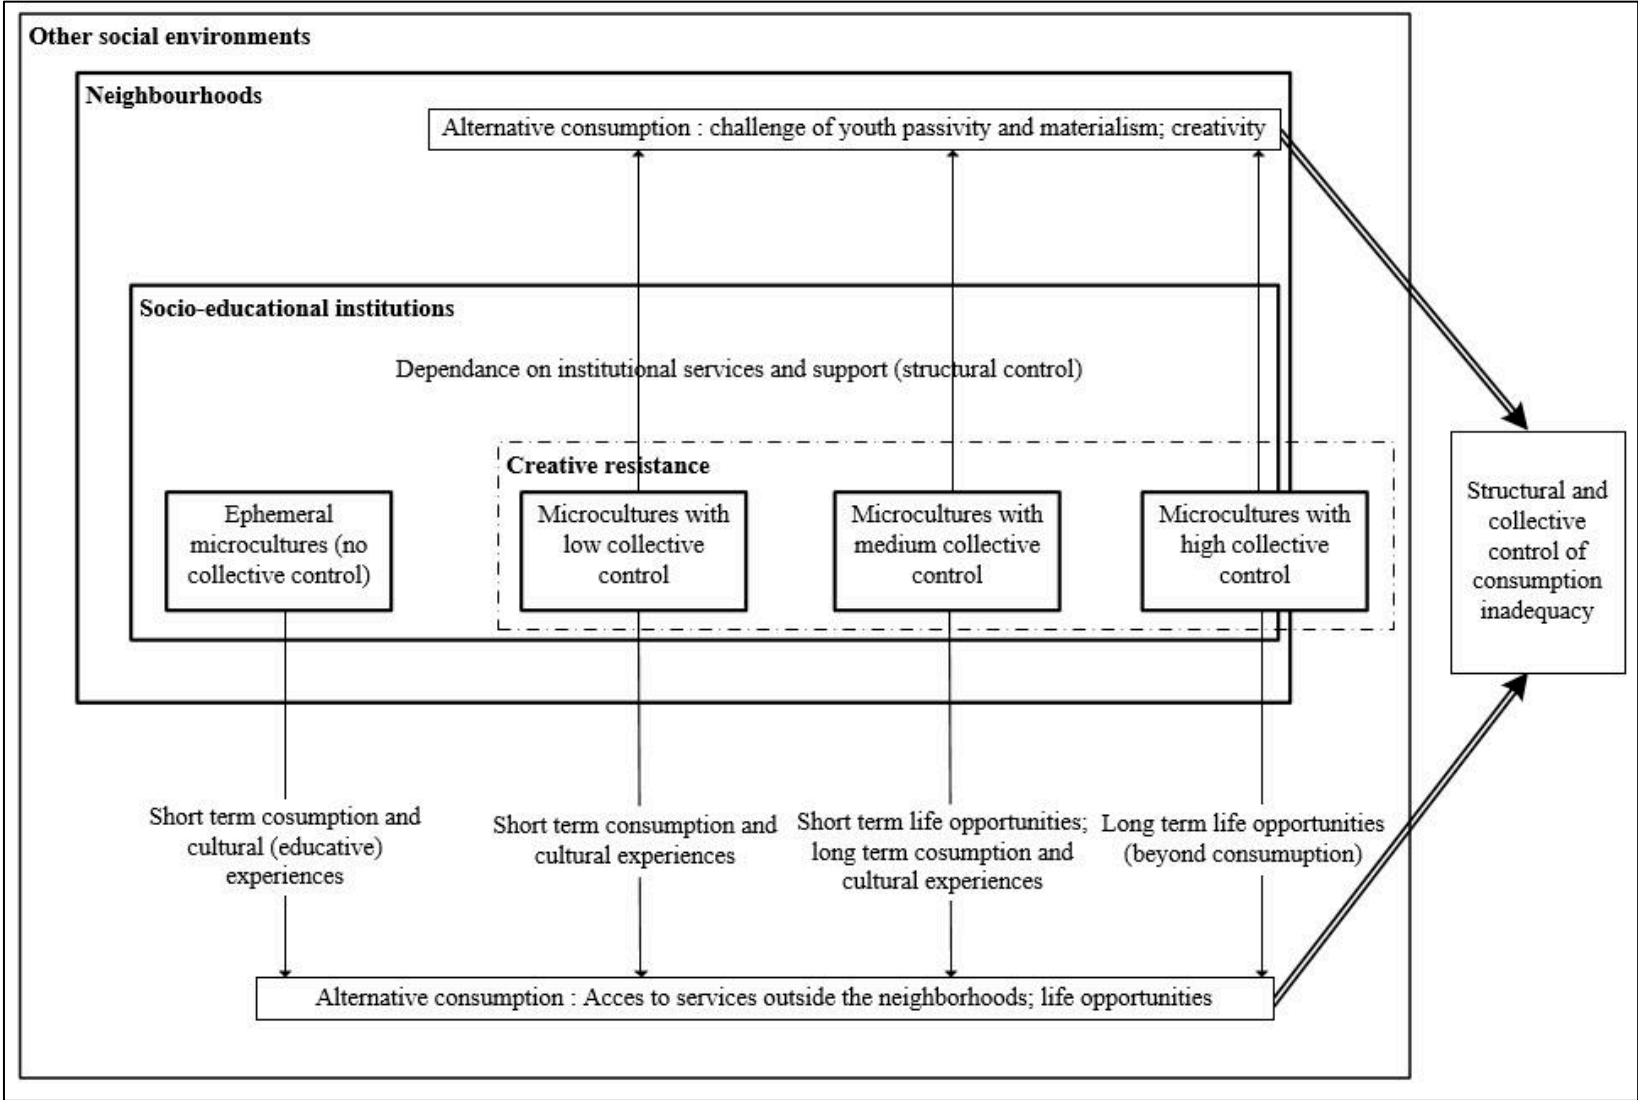 Other social environments
Neighbourhoods
Alternative consumption : challenge of youth passivity and materialism; creativity
Socio-educational institutions
Dependance on institutional services and support (structural control)
Creative resistance
Ephemeral
microcultures (no
collective control)
Microcultures with
low collective
control
Microcultures with
medium collective
control
Microcultures with
high collective
control
Structural and
collective
control of
consumption
inadequacy
Short term cosumption and
cultural (educative)
experiences
Short term consumption and
cultural experiences
Short term life opportunities;
long term cosumption and
cultural experiences
Long term life opportunities
(beyond consumuption)
Alternative consumption : Acces to services outside the neighborhoods; life opportunities